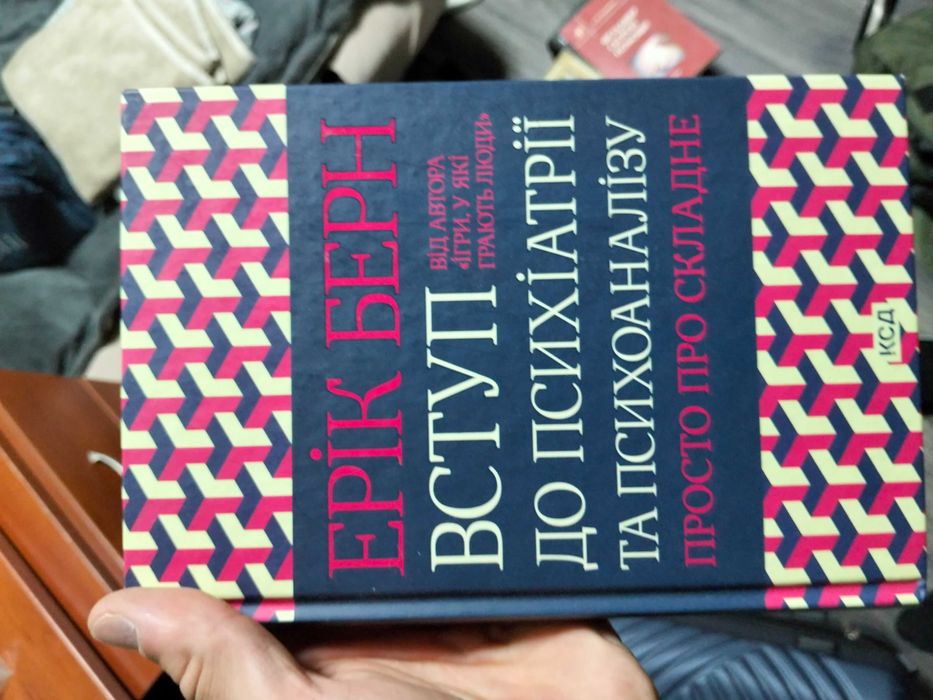 ЕРІК БЕРН
ВСТУП
ВІД АВТОРА
«ІГРИ, У ЯКІ
ГРАЮТЬ ЛЮДИ»
ДО ПСИХІАТРІЇ
ТА ПСИХОАНАЛІЗУ
ПРОСТО ПРО СКЛАДНЕ
КСД